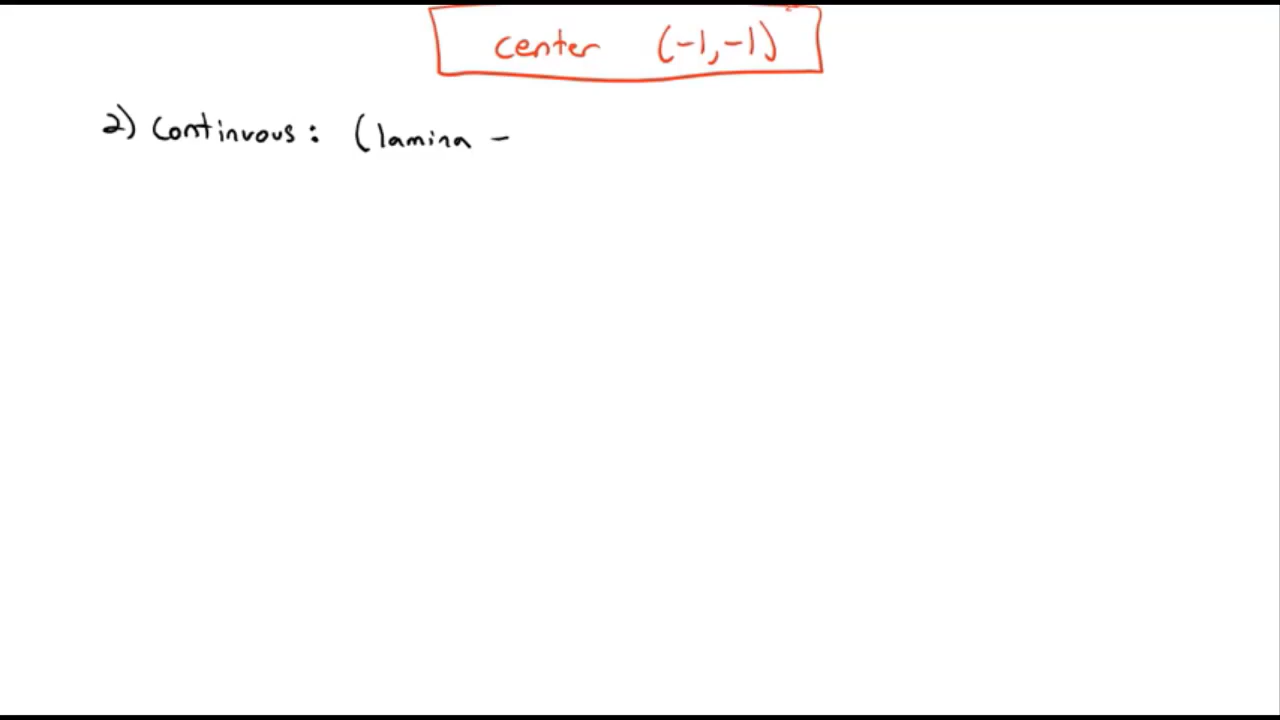 center (-1,-1)
2) Continuous: (lamina -